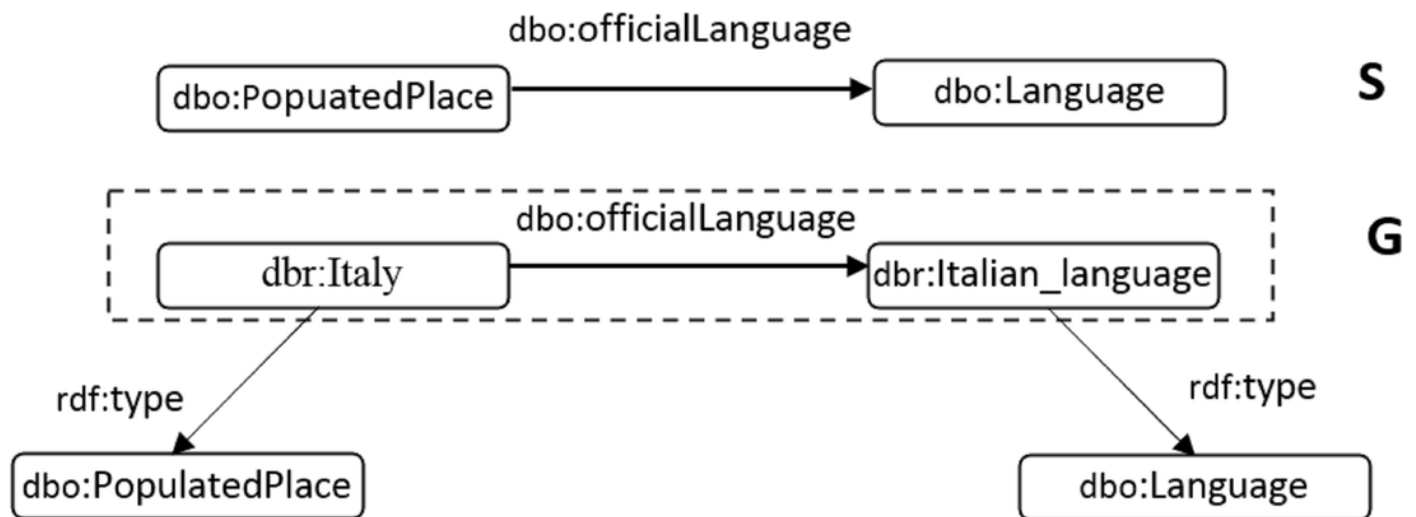 dbo:officialLanguage
dbo:PopuatedPlace
dbo:Language
S
dbo:officialLanguage
G
dbr:Italy
dbr:Italian_language
rdf:type
rdf:type
dbo:PopulatedPlace
dbo:Language